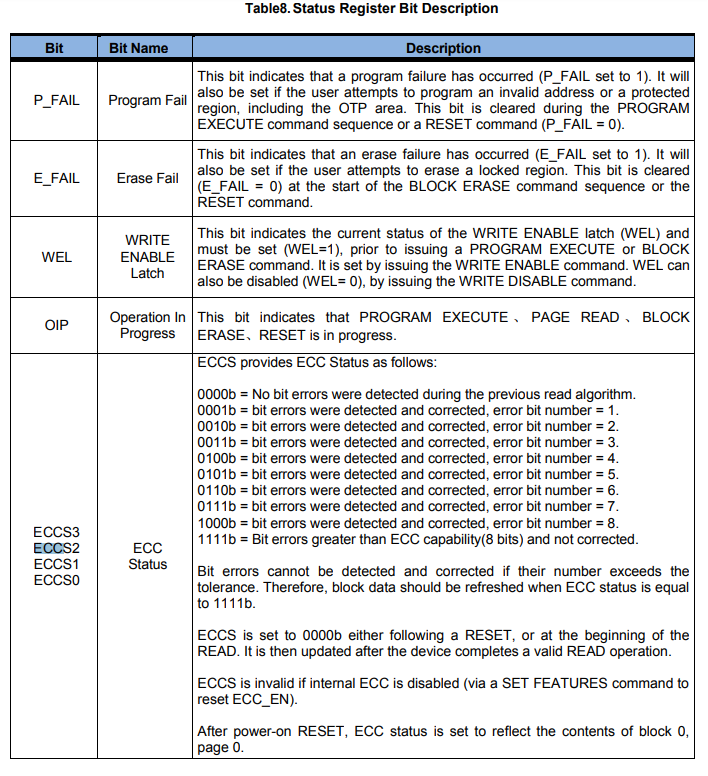 Table8. Status Register Bit Description
Bit
Bit Name
Description
P_FAIL
Program Fail
This bit indicates that a program failure has occurred (P_FAIL set to 1). It will
also be set if the user attempts to program an invalid address or a protected
region, including the OTP area. This bit is cleared during the PROGRAM
EXECUTE command sequence or a RESET command (P_FAIL = 0).
E_FAIL
Erase Fail
This bit indicates that an erase failure has occurred (E_FAIL set to 1). It will
also be set if the user attempts to erase a locked region. This bit is cleared
(E_FAIL = 0) at the start of the BLOCK ERASE command sequence or the
RESET command.
WEL
WRITE
ENABLE
Latch
This bit indicates the current status of the WRITE ENABLE latch (WEL) and
must be set (WEL=1), prior to issuing a PROGRAM EXECUTE or BLOCK
ERASE command. It is set by issuing the WRITE ENABLE command. WEL can
also be disabled (WEL= 0), by issuing the WRITE DISABLE command.
OIP
Operation In
Progress
This bit indicates that PROGRAM EXECUTE 、 PAGE READ 、 BLOCK
ERASE、RESET is in progress.
ECCS3
ECCS2
ECCS1
ECCS0
ECC
Status
ECCS provides ECC Status as follows:
0000b = No bit errors were detected during the previous read algorithm.
0001b = bit errors were detected and corrected, error bit number = 1.
0010b = bit errors were detected and corrected, error bit number = 2.
0011b = bit errors were detected and corrected, error bit number = 3.
0100b = bit errors were detected and corrected, error bit number = 4.
0101b = bit errors were detected and corrected, error bit number = 5.
0110b = bit errors were detected and corrected, error bit number = 6.
0111b = bit errors were detected and corrected, error bit number = 7.
1000b = bit errors were detected and corrected, error bit number = 8.
1111b = Bit errors greater than ECC capability(8 bits) and not corrected.
Bit errors cannot be detected and corrected if their number exceeds the
tolerance. Therefore, block data should be refreshed when ECC status is equal
to 1111b.
ECCS is set to 0000b either following a RESET, or at the beginning of the
READ. It is then updated after the device completes a valid READ operation.
ECCS is invalid if internal ECC is disabled (via a SET FEATURES command to
reset ECC_EN).
After power-on RESET, ECC status is set to reflect the contents of block 0,
page 0.